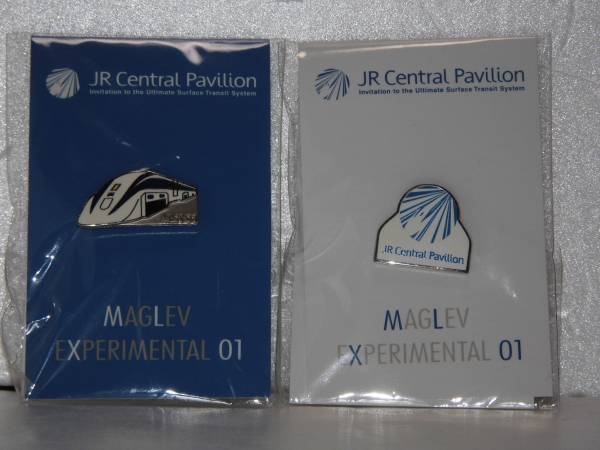 JR Central Pavilion
Invitation to the Ultimate Surface Transit System
MAGLEV
EXPERIMENTAL 01
JR Central Pavilion
Invitation to the Ultimate Surface Transit System
JR Central Pavilion
MAGLEV
EXPERIMENTAL 01